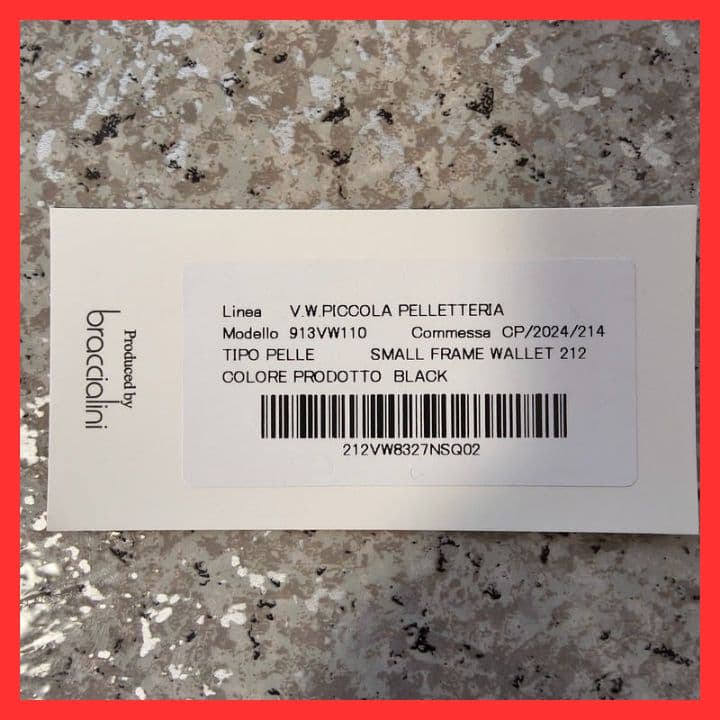 Produced by
braccialini
Linea V.W.PICCOLA PELLETTERIA
Modello 913VW110 Commessa CP/2024/214
TIPO PELLE SMALL FRAME WALLET 212
COLORE PRODOTTO BLACK
212VW8327NSQ02